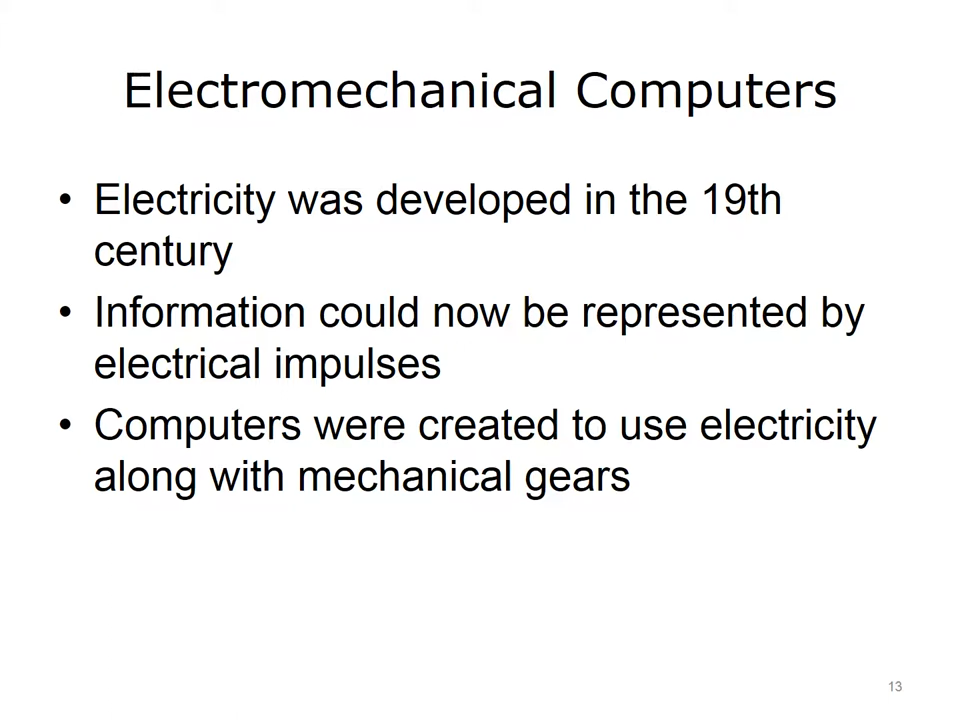 Electromechanical Computers
• Electricity was developed in the 19th
century
• Information could now be represented by
electrical impulses
• Computers were created to use electricity
along with mechanical gears
13